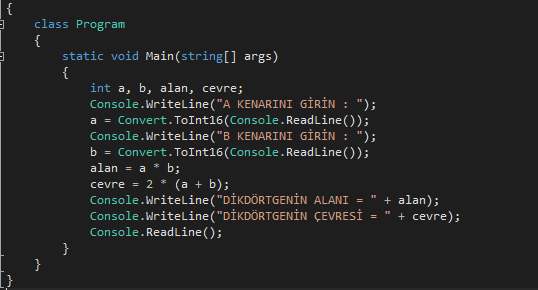 {
class Program
{
static void Main(string[] args)
{
int a, b, alan, cevre;
Console.WriteLine("A KENARINI GİRİN : ");
a = Convert.ToInt16(Console.ReadLine());
Console.WriteLine("B KENARINI GİRİN : ");
b = Convert.ToInt16(Console.ReadLine());
alan = a * b;
cevre = 2 * (a + b);
Console.WriteLine("DİKDÖRTGENİN ALANI = " + alan);
Console.WriteLine("DİKDÖRTGENİN ÇEVRESİ = " + cevre);
Console.ReadLine();
}
}
}